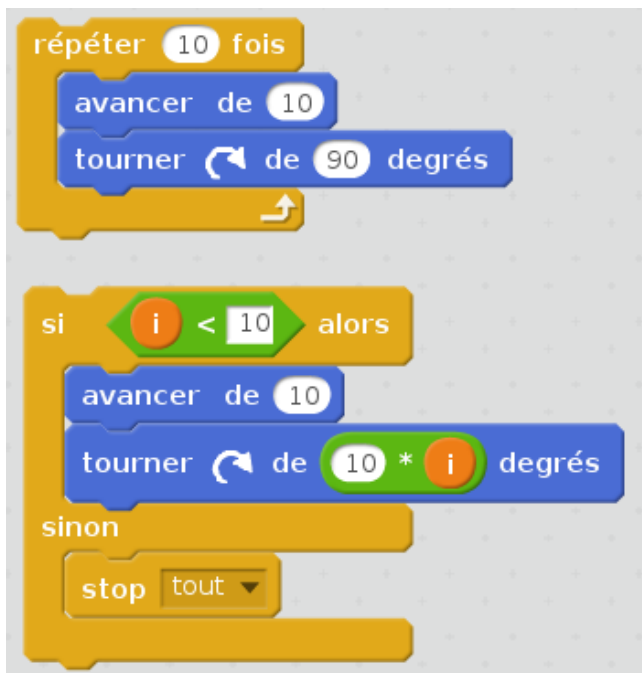 répéter 10 fois
avancer de 10
tourner de 90 degrés
si i < 10 alors
avancer de 10
tourner de 10 * i degrés
sinon
stop tout